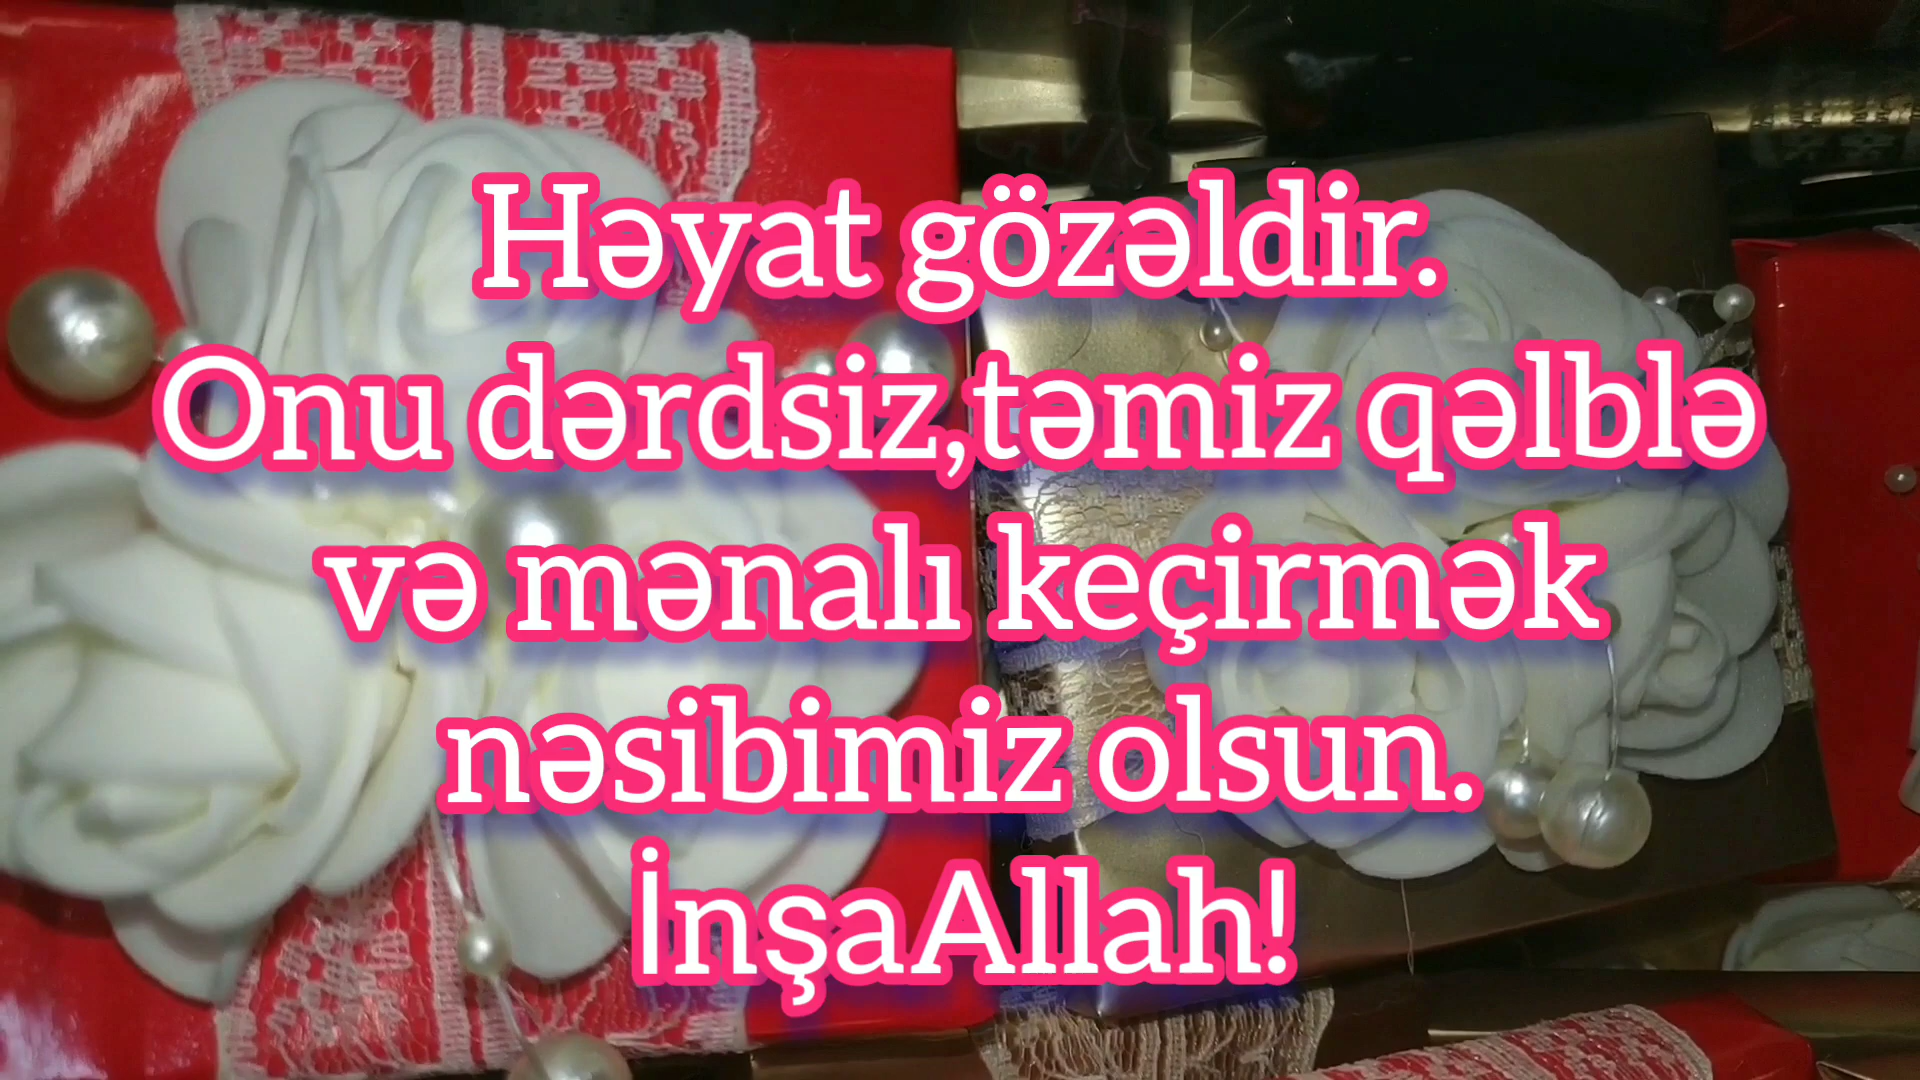 Həyat gözəldir.
Onu dərdsiz,təmiz qəlblə
və mənalı keçirmək
nəsibimiz olsun.
İnşaAllah!